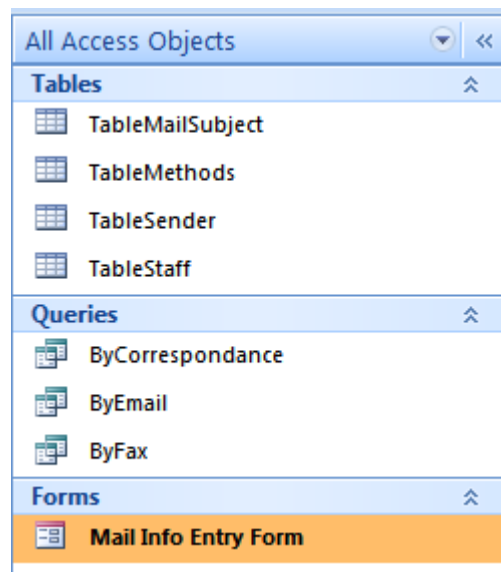 All Access Objects
Tables
TableMailSubject
TableMethods
TableSender
TableStaff
Queries
ByCorrespondance
ByEmail
ByFax
Forms
Mail Info Entry Form